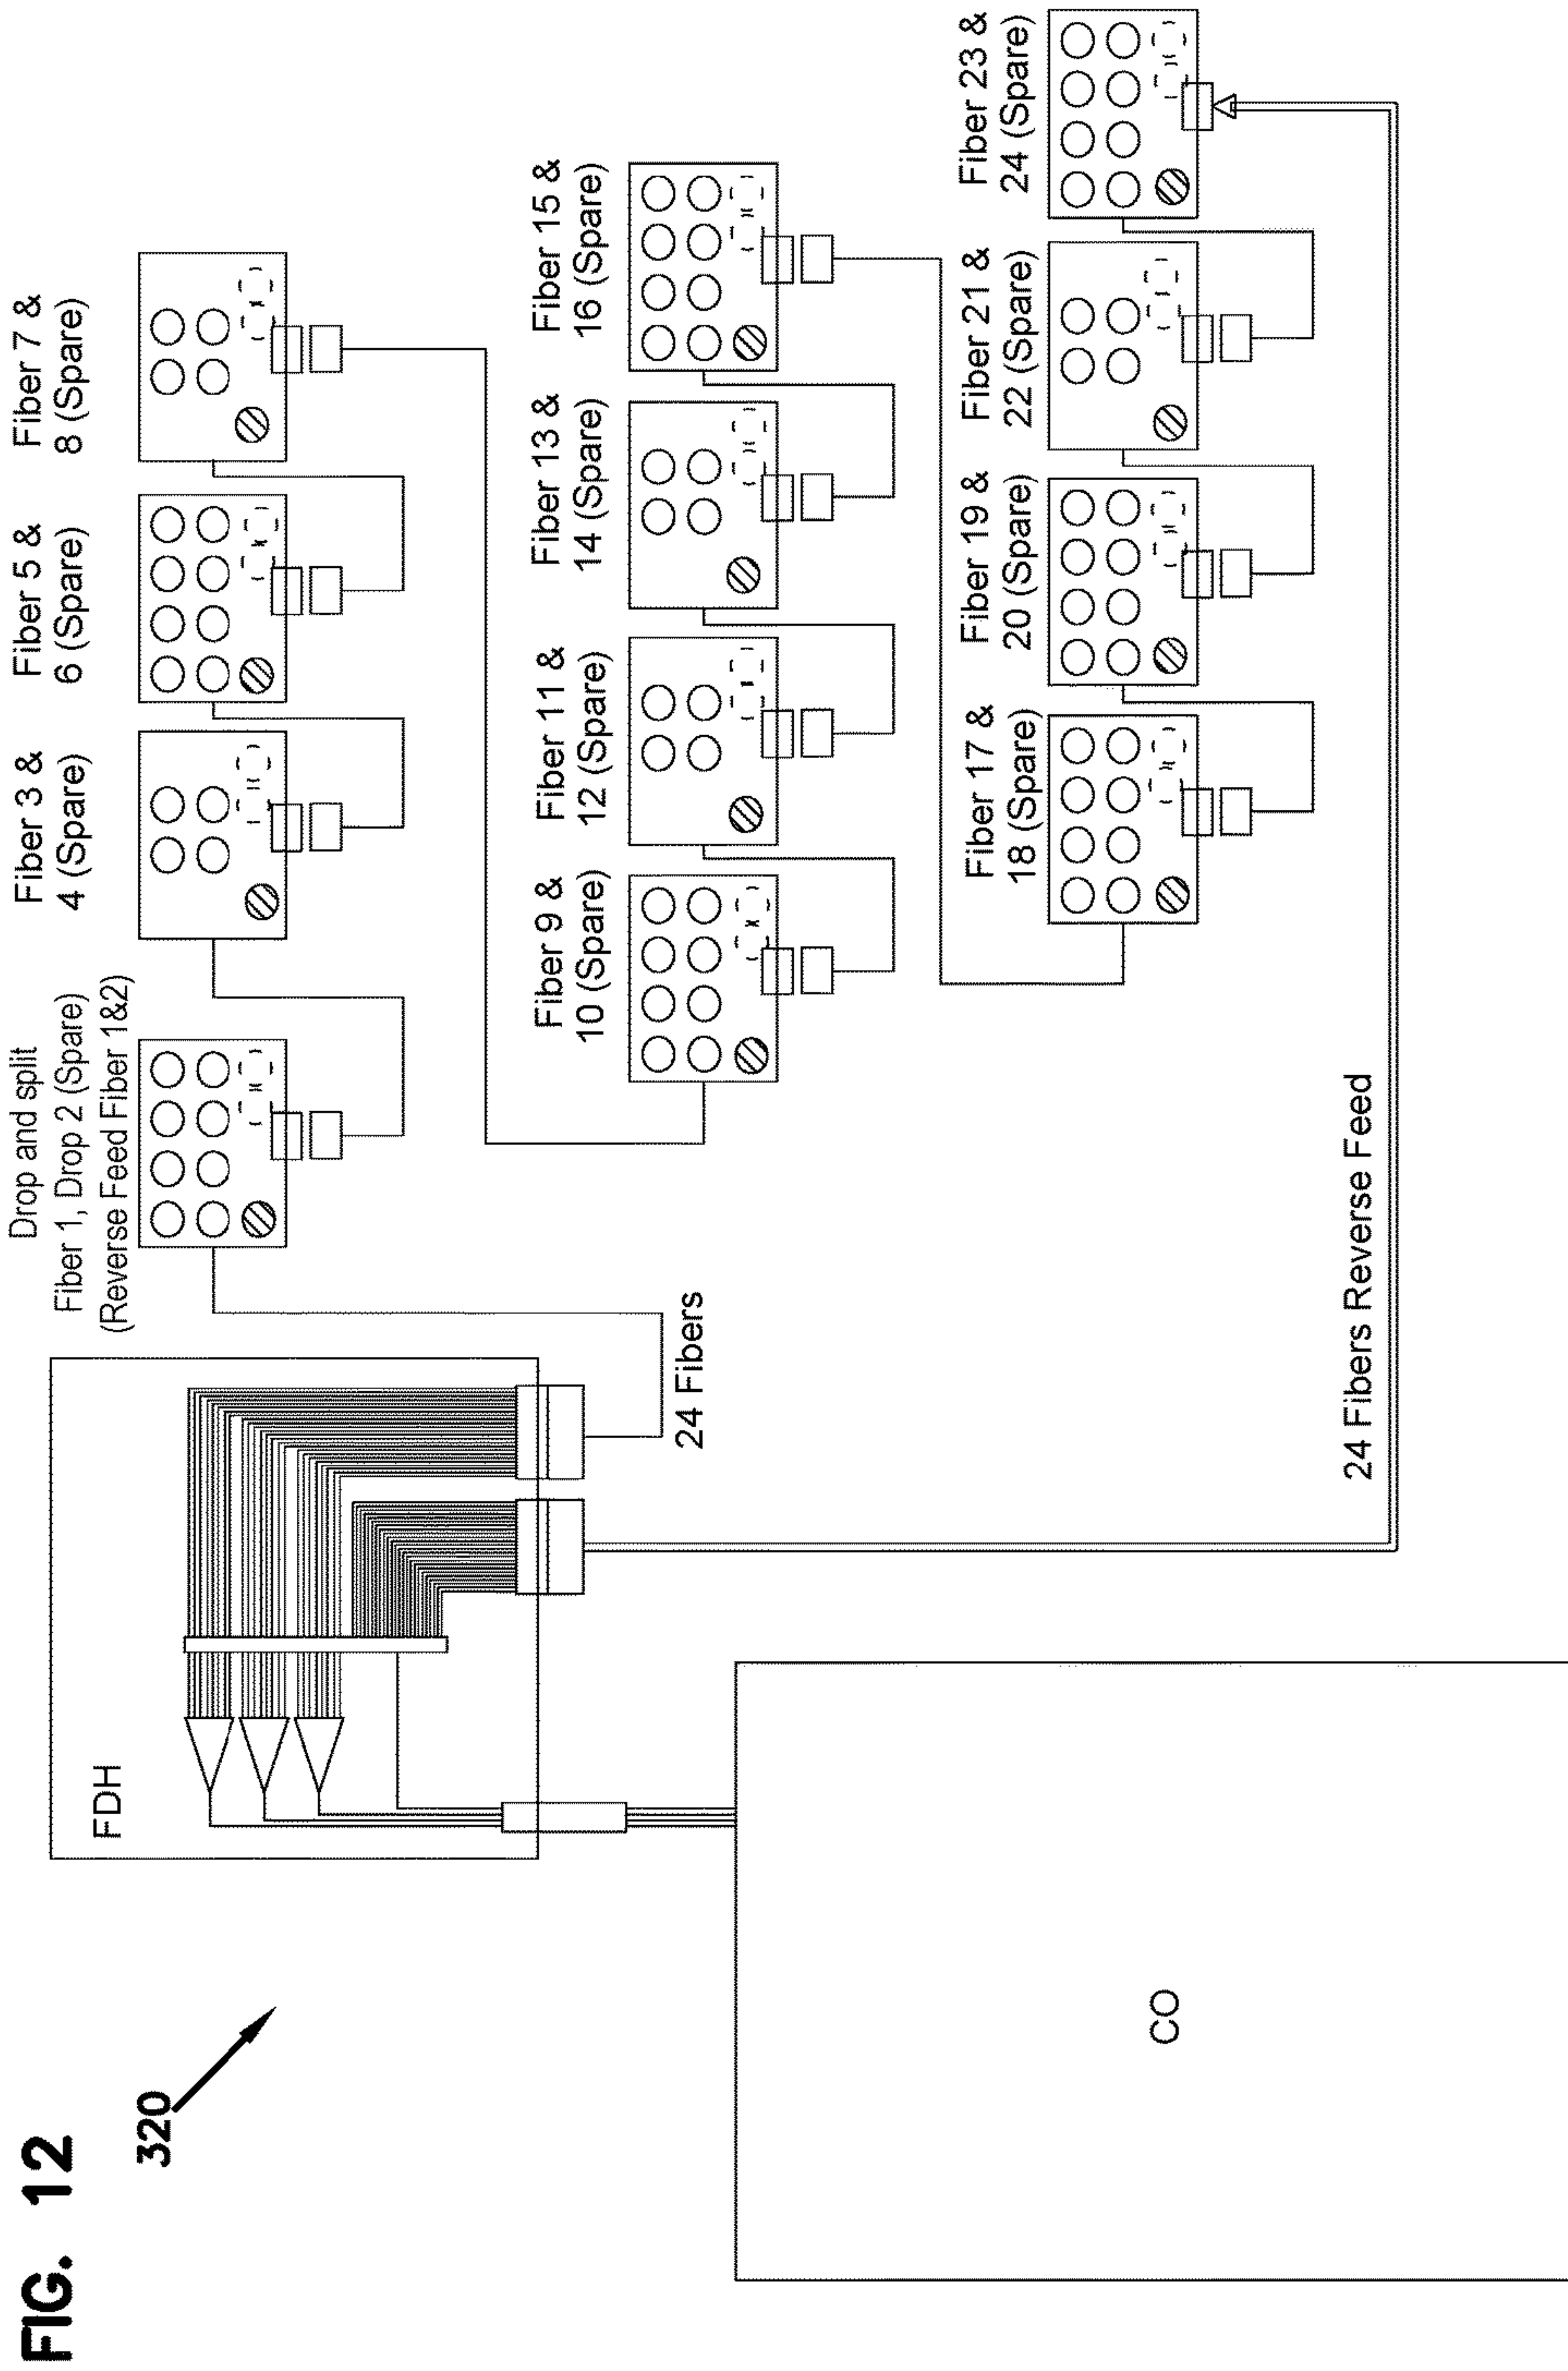 FIG. 12
320
FDH
CO
24 Fibers
24 Fibers Reverse Feed
Drop and split
Fiber 1, Drop 2 (Spare)
(Reverse Feed Fiber 1&2)
Fiber 3 &
4 (Spare)
Fiber 5 &
6 (Spare)
Fiber 7 &
8 (Spare)
Fiber 9 &
10 (Spare)
Fiber 11 &
12 (Spare)
Fiber 13 &
14 (Spare)
Fiber 15 &
16 (Spare)
Fiber 17 &
18 (Spare)
Fiber 19 &
20 (Spare)
Fiber 21 &
22 (Spare)
Fiber 23 &
24 (Spare)